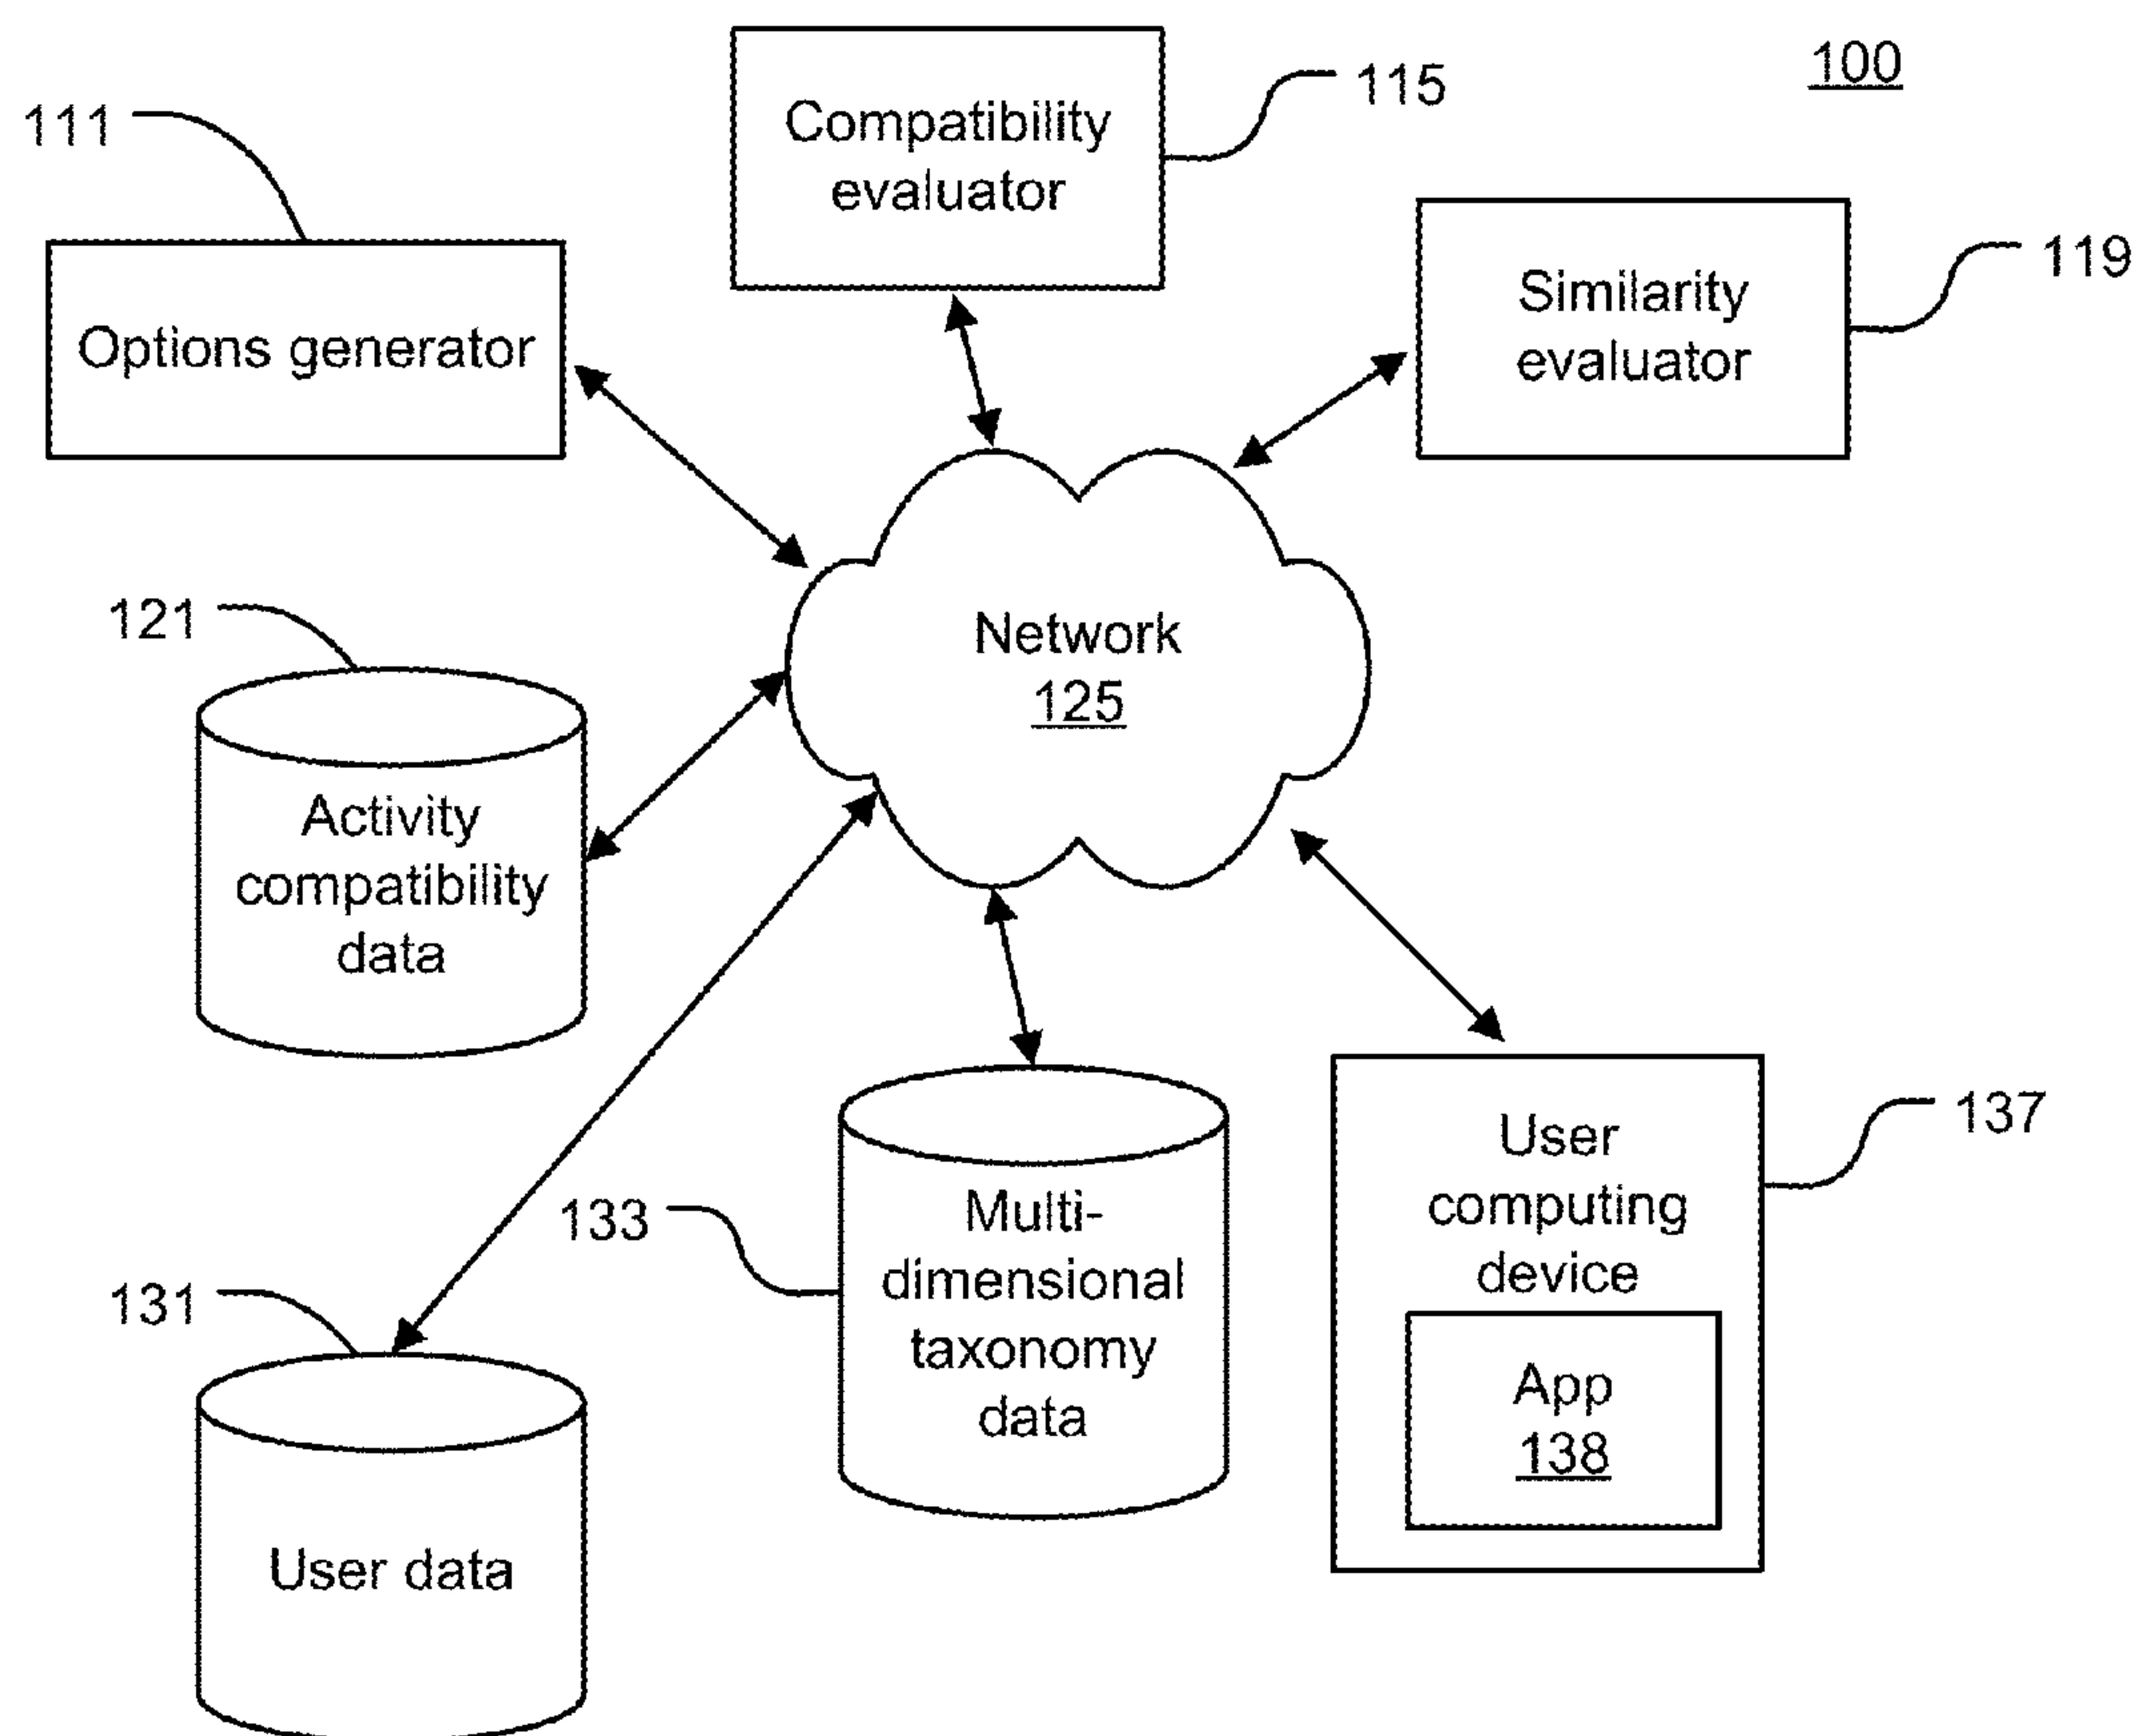 100
115
Compatibility
evaluator
111
119
Similarity
evaluator
Options generator
121
Network
125
Activity
compatibility
data
137
User
computing
device
133
Multi-
dimensional
taxonomy
data
131
App
138
User data